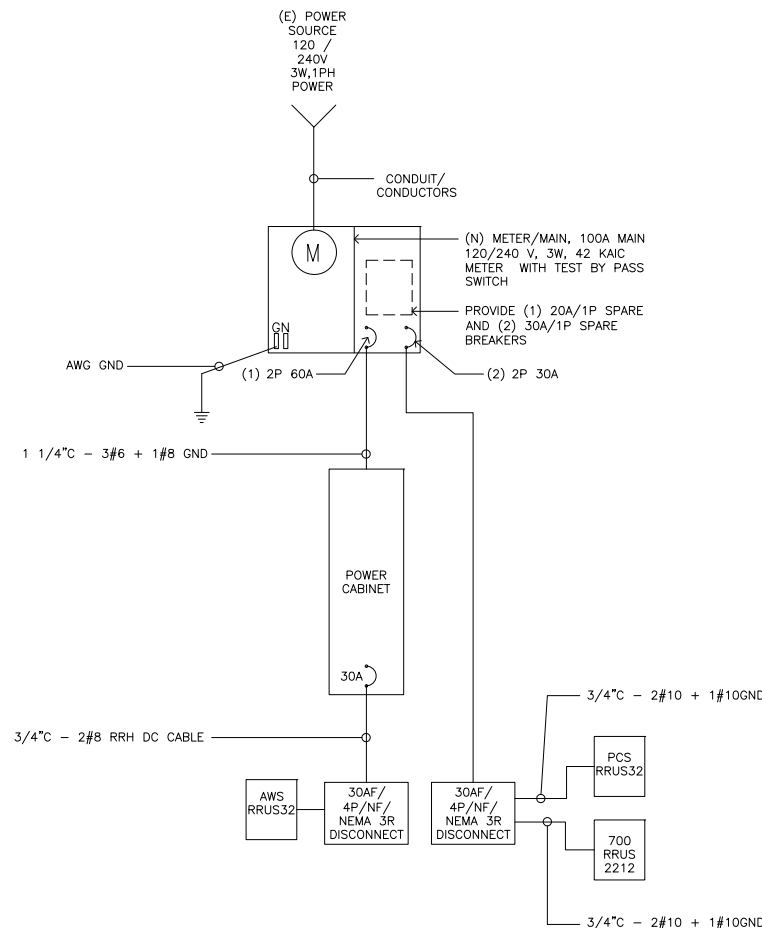 (E) POWER
SOURCE
120 /
240V
3W,1PH
POWER
CONDUIT/
CONDUCTORS
M
(N) METER/MAIN, 100A MAIN
120/240 V, 3W, 42 KAIC
METER WITH TEST BY PASS
SWITCH
PROVIDE (1) 20A/1P SPARE
AND (2) 30A/1P SPARE
BREAKERS
GN
AWG GND
(1) 2P 60A
(2) 2P 30A
1 1/4"C – 3#6 + 1#8 GND
POWER
CABINET
30A
3/4"C – 2#8 RRH DC CABLE
3/4"C – 2#10 + 1#10GND
AWS
RRUS32
30AF/
4P/NF/
NEMA 3R
DISCONNECT
30AF/
4P/NF/
NEMA 3R
DISCONNECT
PCS
RRUS32
700
RRUS
2212
3/4"C – 2#10 + 1#10GND